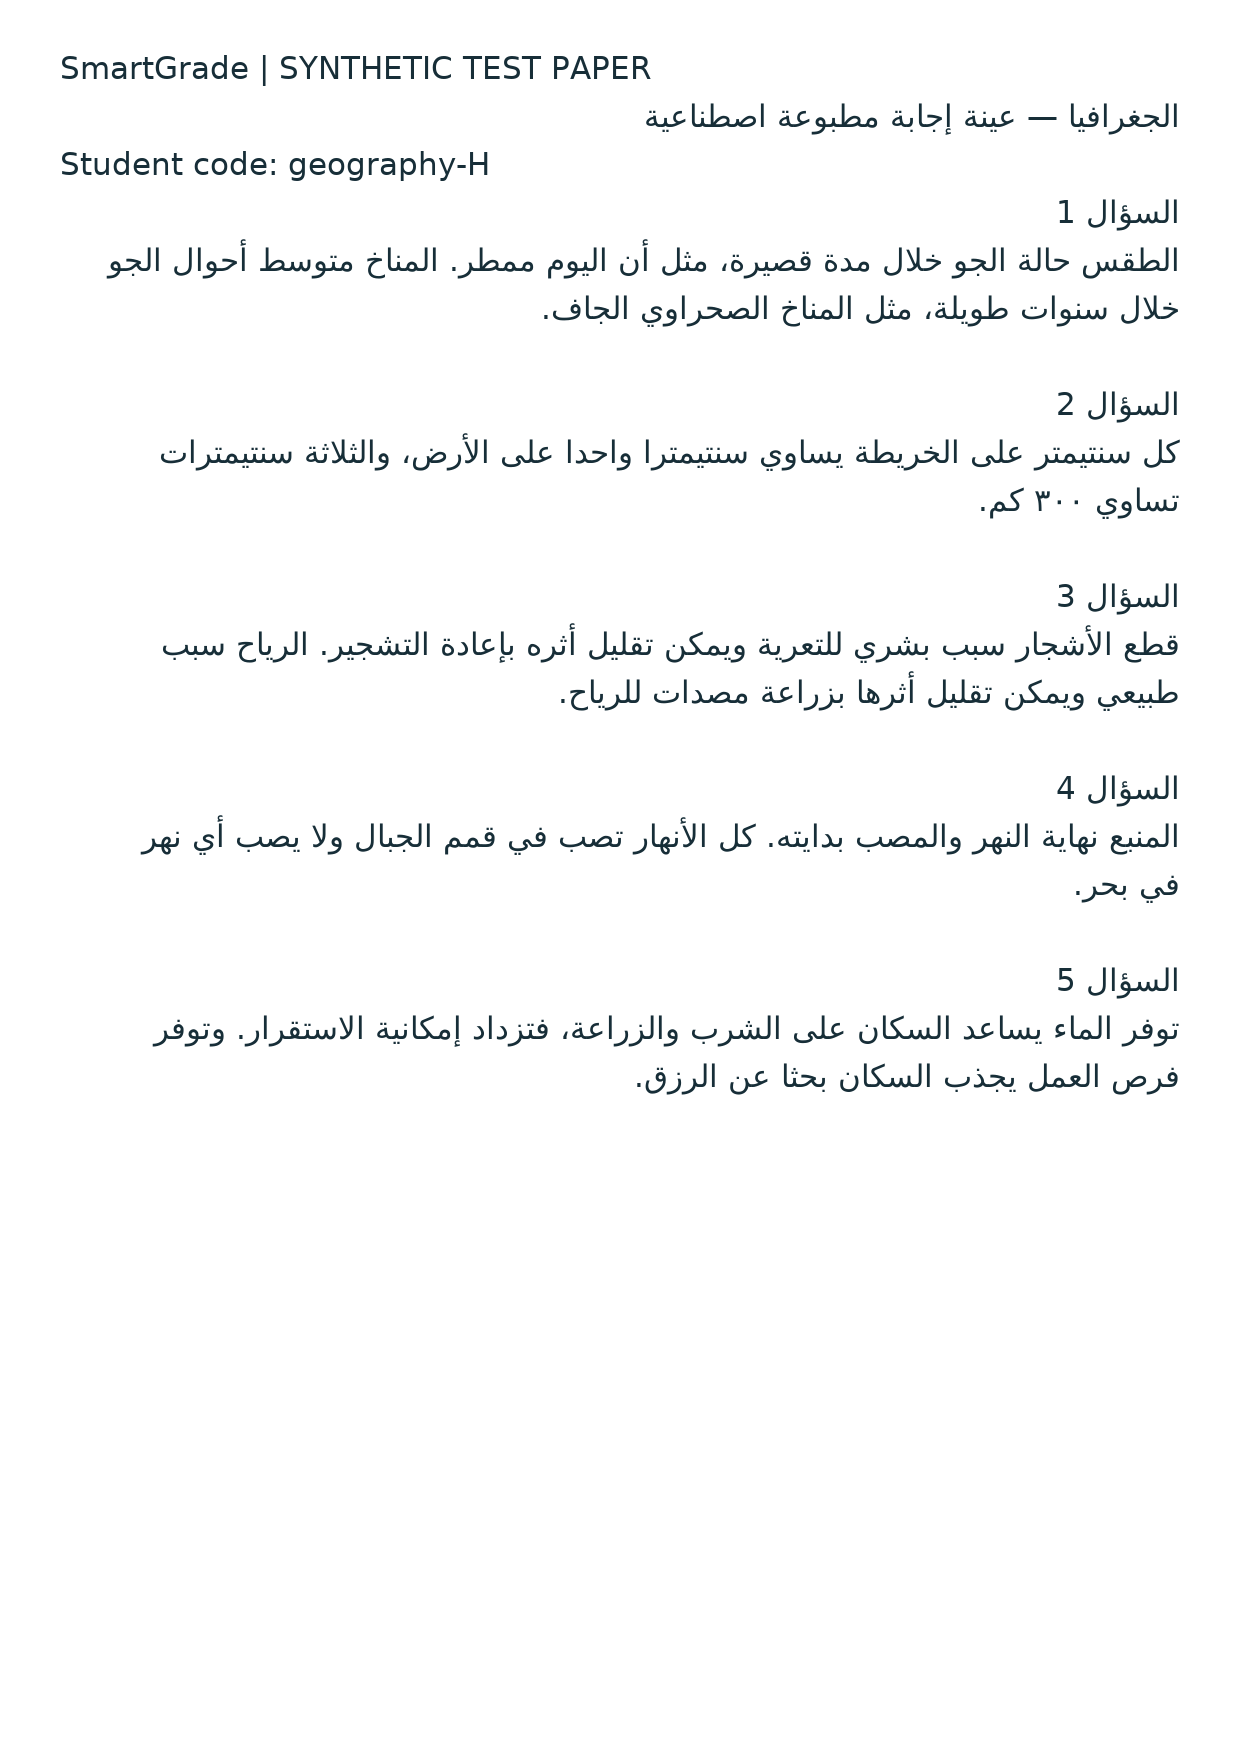 SmartGrade | SYNTHETIC TEST PAPER
الجغرافيا — عينة إجابة مطبوعة اصطناعية
Student code: geography-H
السؤال 1
الطقس حالة الجو خلال مدة قصيرة، مثل أن اليوم ممطر. المناخ متوسط أحوال الجو
خلال سنوات طويلة، مثل المناخ الصحراوي الجاف.
السؤال 2
كل سنتيمتر على الخريطة يساوي سنتيمترا واحدا على الأرض، والثلاثة سنتيمترات
تساوي ٣٠٠ كم.
السؤال 3
قطع الأشجار سبب بشري للتعرية ويمكن تقليل أثره بإعادة التشجير. الرياح سبب
طبيعي ويمكن تقليل أثرها بزراعة مصدات للرياح.
السؤال 4
المنبع نهاية النهر والمصب بدايته. كل الأنهار تصب في قمم الجبال ولا يصب أي نهر
في بحر.
السؤال 5
توفر الماء يساعد السكان على الشرب والزراعة، فتزداد إمكانية الاستقرار. وتوفر
فرص العمل يجذب السكان بحثا عن الرزق.